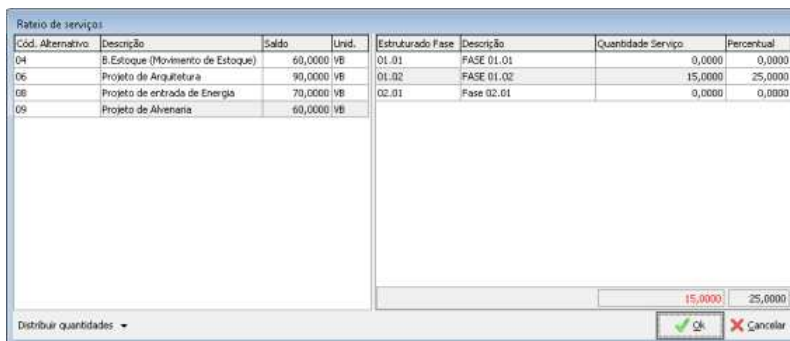 Rateio de serviços
Cód. Alternativo Descrição Saldo Unid. Estruturado Fase Descrição Quantidade Serviço Percentual
04 B.Estoque (Movimento de Estoque) 60,0000 VB 01.01 FASE 01.01 0,0000 0,0000
06 Projeto de Arquitetura 90,0000 VB 01.02 FASE 01.02 15,0000 25,0000
08 Projeto de entrada de Energia 70,0000 VB 02.01 Fase 02.01 0,0000 0,0000
09 Projeto de Alvenaria 60,0000 VB
15,0000 25,0000
Distribuir quantidades Ok Cancelar